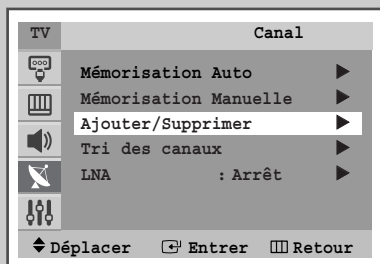 TV Canal
Mémorisation Auto
Mémorisation Manuelle
Ajouter/Supprimer
Tri des canaux
LNA : Arrêt
Déplacer Entrer Retour